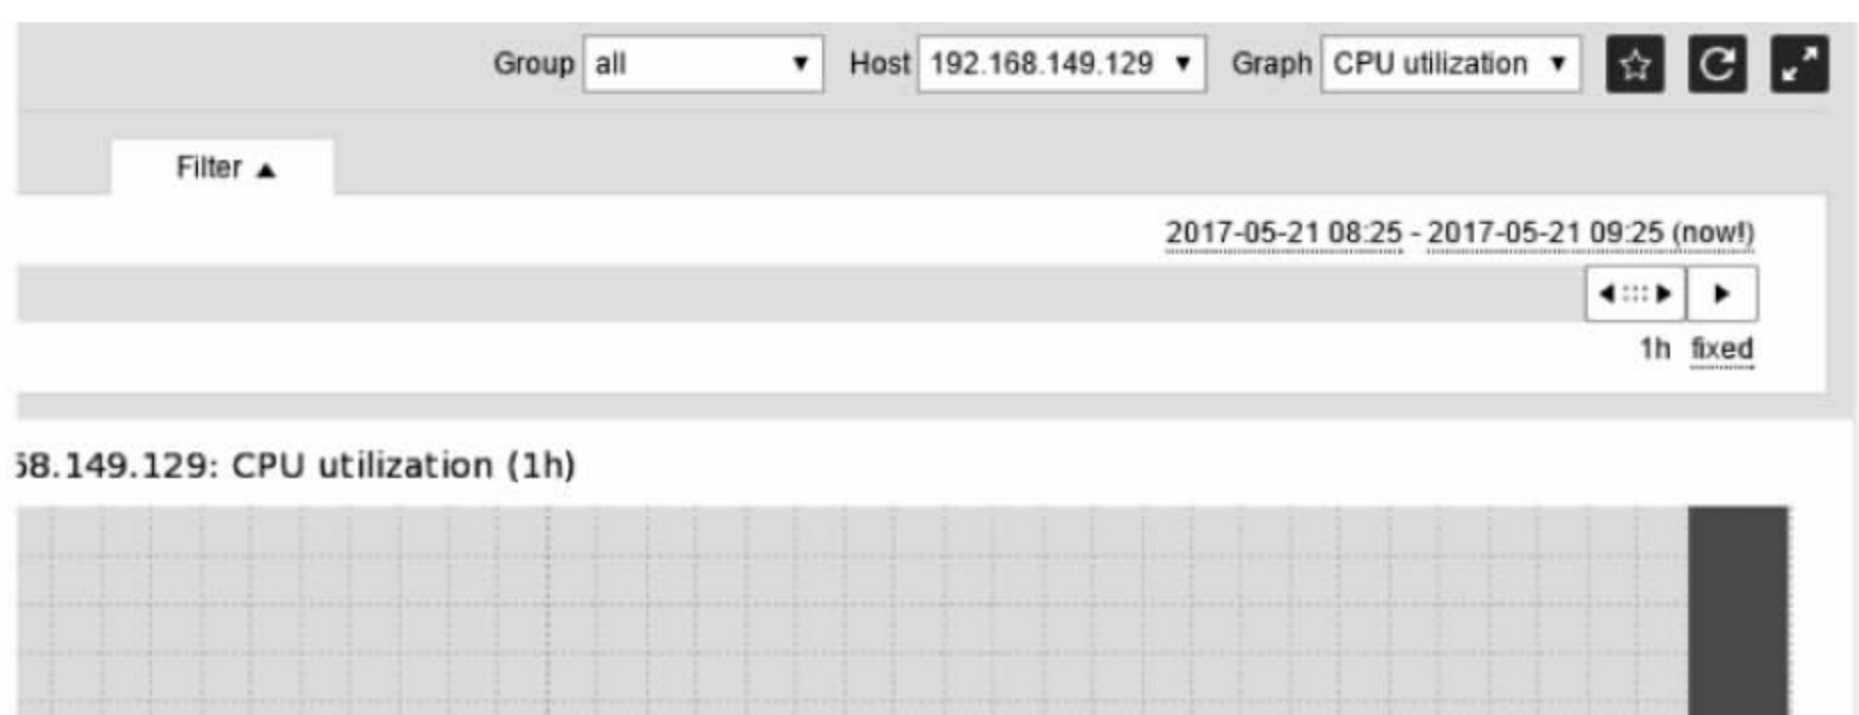 Group all Host 192.168.149.129 Graph CPU utilization
Filter
2017-05-21 08:25 - 2017-05-21 09:25 (now!)
1h fixed
68.149.129: CPU utilization (1h)